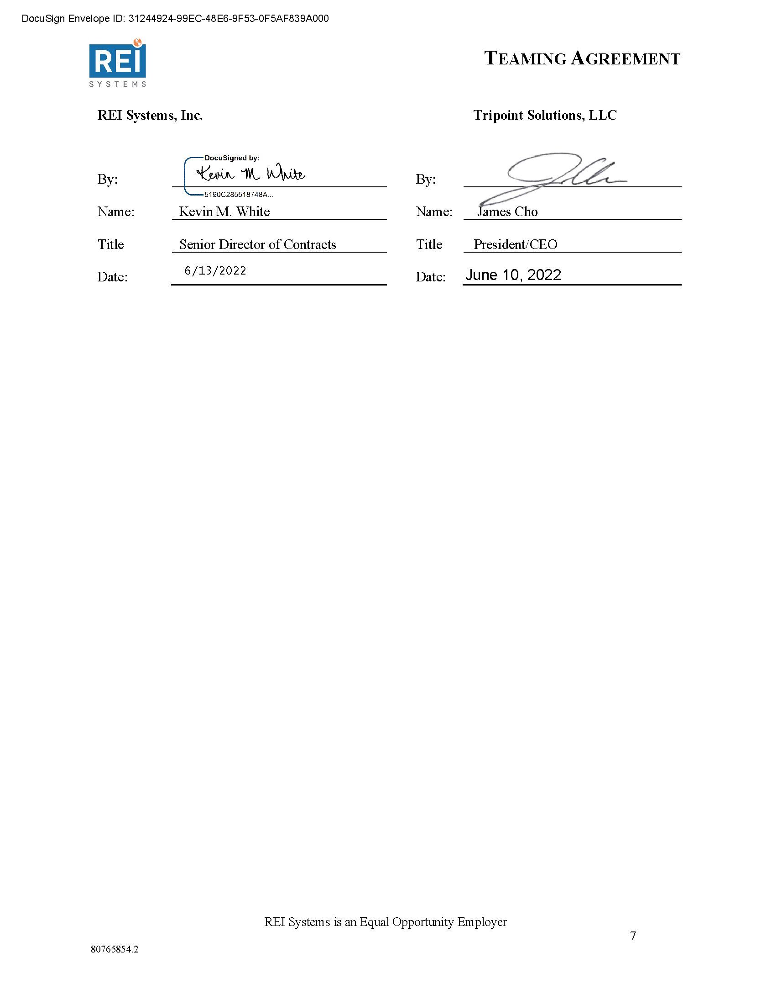 DocuSign Envelope ID: 31244924-99EC-48E6-9F53-0F5AF839A000
REI
SYSTEMS
TEAMING AGREEMENT
REI Systems, Inc.
Tripoint Solutions, LLC
DocuSigned by:
By: Kevin M. White
5190C285518748A...
By:
Name: Kevin M. White
Name: James Cho
Title Senior Director of Contracts
Title President/CEO
Date: 6/13/2022
Date: June 10, 2022
REI Systems is an Equal Opportunity Employer
7
80765854.2